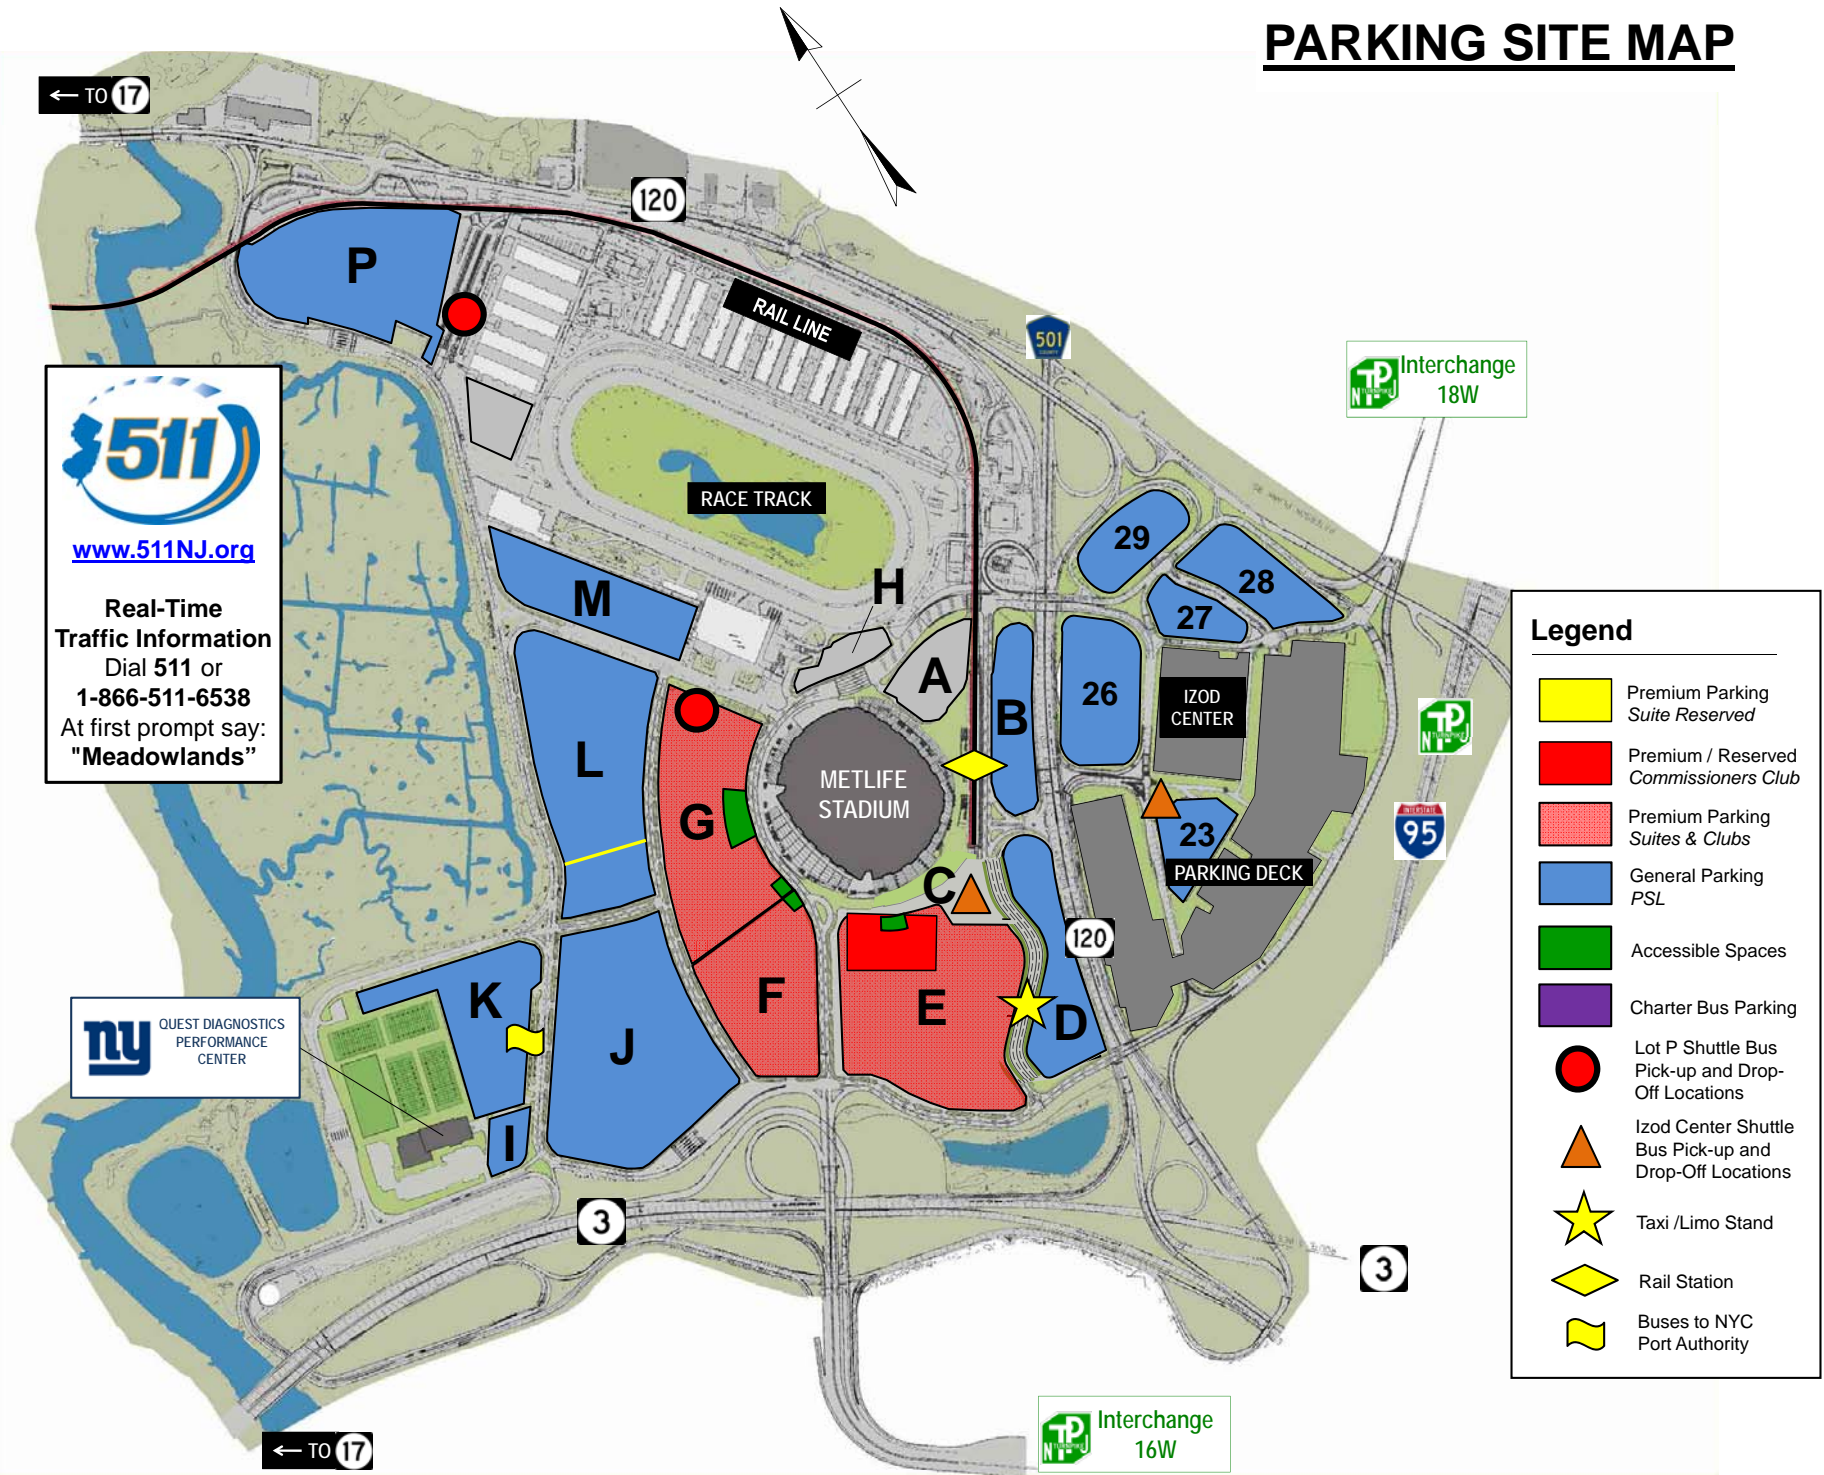 PARKING SITE MAP
← TO 17
120
P
RAIL LINE
501
COUNTY
Interchange
18W
511
www.511NJ.org
Real-Time
Traffic Information
Dial 511 or
1-866-511-6538
At first prompt say:
"Meadowlands”
RACE TRACK
29
28
27
26
H
M
A
B
L
G
METLIFE
STADIUM
IZOD
CENTER
23
PARKING DECK
C
INTERSTATE
95
120
K
J
F
E
D
I
ny
QUEST DIAGNOSTICS
PERFORMANCE
CENTER
3
3
← TO 17
Interchange
16W
Legend
Premium Parking
Suite Reserved
Premium / Reserved
Commissioners Club
Premium Parking
Suites & Clubs
General Parking
PSL
Accessible Spaces
Charter Bus Parking
Lot P Shuttle Bus
Pick-up and Drop-
Off Locations
Izod Center Shuttle
Bus Pick-up and
Drop-Off Locations
Taxi /Limo Stand
Rail Station
Buses to NYC
Port Authority